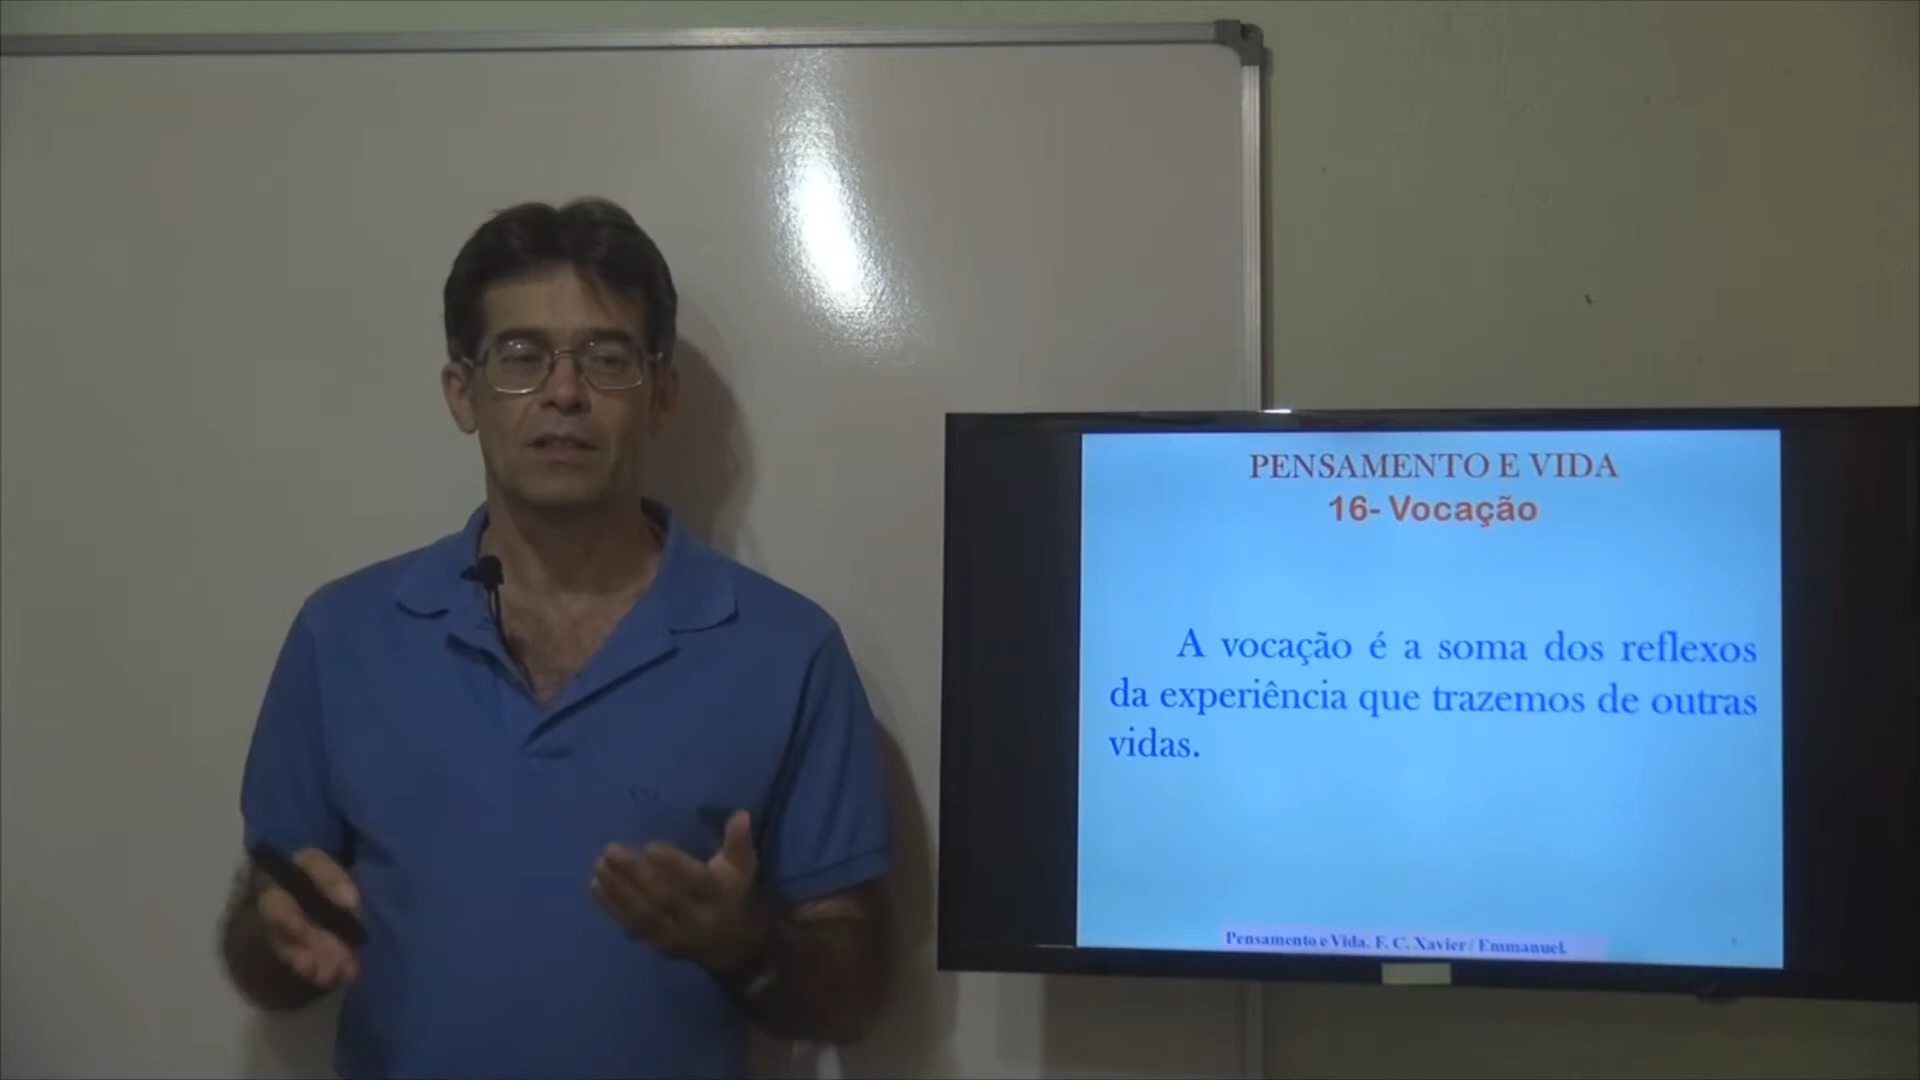 PENSAMENTO E VIDA
16- Vocação
A vocação é a soma dos reflexos
da experiência que trazemos de outras
vidas.
Pensamento e Vida. F. C. Xavier / Emmanuel.